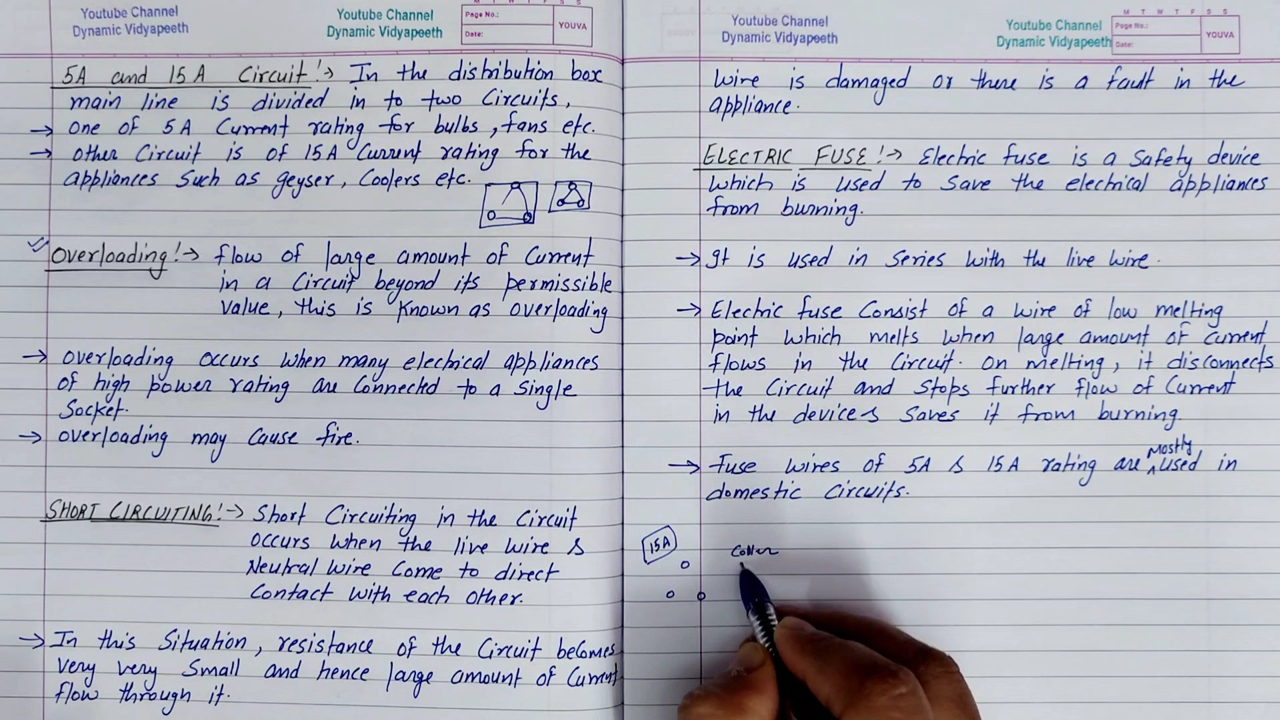 Youtube Channel
Dynamic Vidyapeeth
Youtube Channel
Dynamic Vidyapeeth
M T W T F S S
Page No.:
Date:
YOUVA
5A and 15A Circuit!→ In the distribution box
main line is divided in to two Circuits,
→ one of 5A Current rating for bulbs, fans etc.
→ other Circuit is of 15A Current rating for the
appliances Such as geyser, Coolers etc.
Overloading!→ flow of large amount of Current
in a Circuit beyond its permissible
value, this is known as overloading
→ overloading occurs when many electrical appliances
of high power rating are Connected to a Single
Socket.
→ overloading may Cause fire.
SHORT CIRCUITING!→ Short Circuiting in the Circuit
occurs when the live wire &
Neutral wire Come to direct
Contact with each other.
→ In this Situation, resistance of the Circuit becomes
very very Small and hence large amount of Current
flow through it.
Youtube Channel
Dynamic Vidyapeeth
Youtube Channel
Dynamic Vidyapeeth
M T W T F S S
Page No.:
Date:
YOUVA
wire is damaged or there is a fault in the
appliance.
ELECTRIC FUSE!→ Electric fuse is a Safety device
which is used to Save the electrical appliances
from burning.
→ It is used in Series with the live wire.
→ Electric fuse Consist of a wire of low melting
point which melts when large amount of Current
flows in the Circuit. On melting, it disconnects
the Circuit and Stops further flow of Current
in the device & Saves it from burning.
→ Fuse wires of 5A & 15A rating are Mostly used in
domestic Circuits.
15A